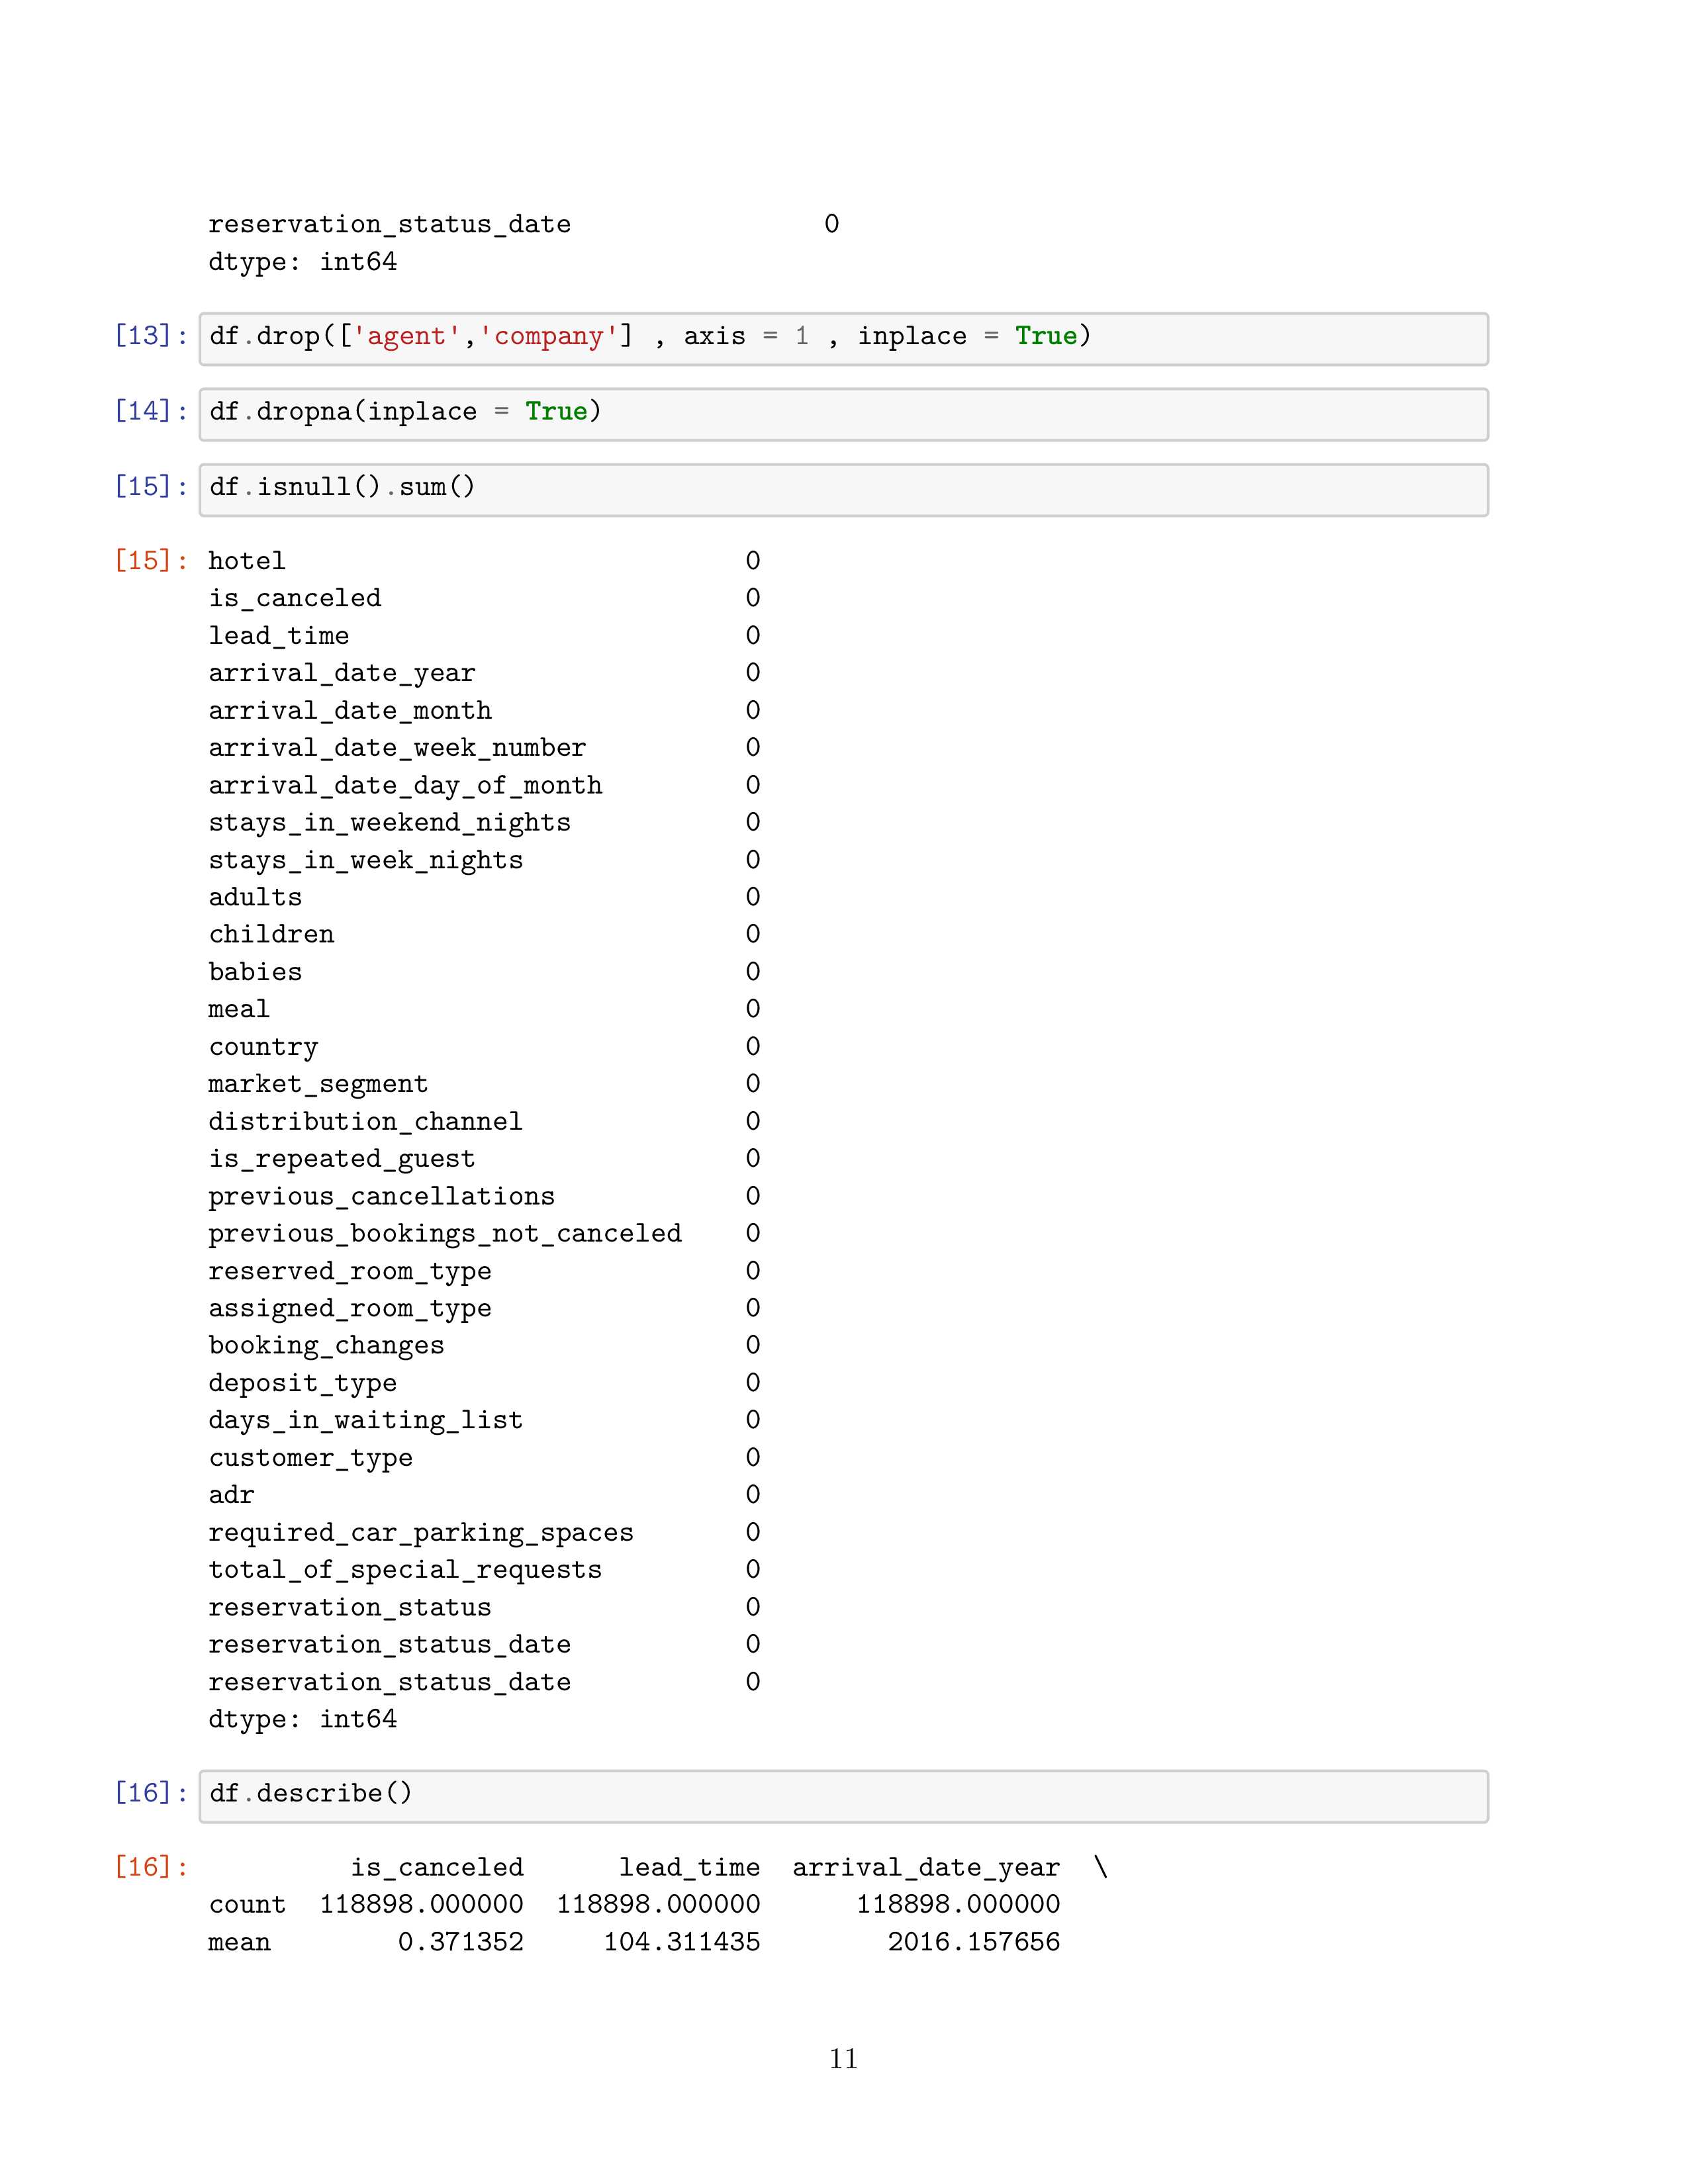 reservation_status_date                0
dtype: int64
[13]: df.drop(['agent','company'] , axis = 1 , inplace = True)
[14]: df.dropna(inplace = True)
[15]: df.isnull().sum()
[15]: hotel                             0
is_canceled                       0
lead_time                         0
arrival_date_year                 0
arrival_date_month                0
arrival_date_week_number          0
arrival_date_day_of_month         0
stays_in_weekend_nights           0
stays_in_week_nights              0
adults                            0
children                          0
babies                            0
meal                              0
country                           0
market_segment                    0
distribution_channel              0
is_repeated_guest                 0
previous_cancellations            0
previous_bookings_not_canceled    0
reserved_room_type                0
assigned_room_type                0
booking_changes                   0
deposit_type                      0
days_in_waiting_list              0
customer_type                     0
adr                               0
required_car_parking_spaces       0
total_of_special_requests         0
reservation_status                0
reservation_status_date           0
reservation_status_date           0
dtype: int64
[16]: df.describe()
[16]:          is_canceled      lead_time  arrival_date_year  \
count  118898.000000  118898.000000      118898.000000
mean        0.371352     104.311435        2016.157656
11